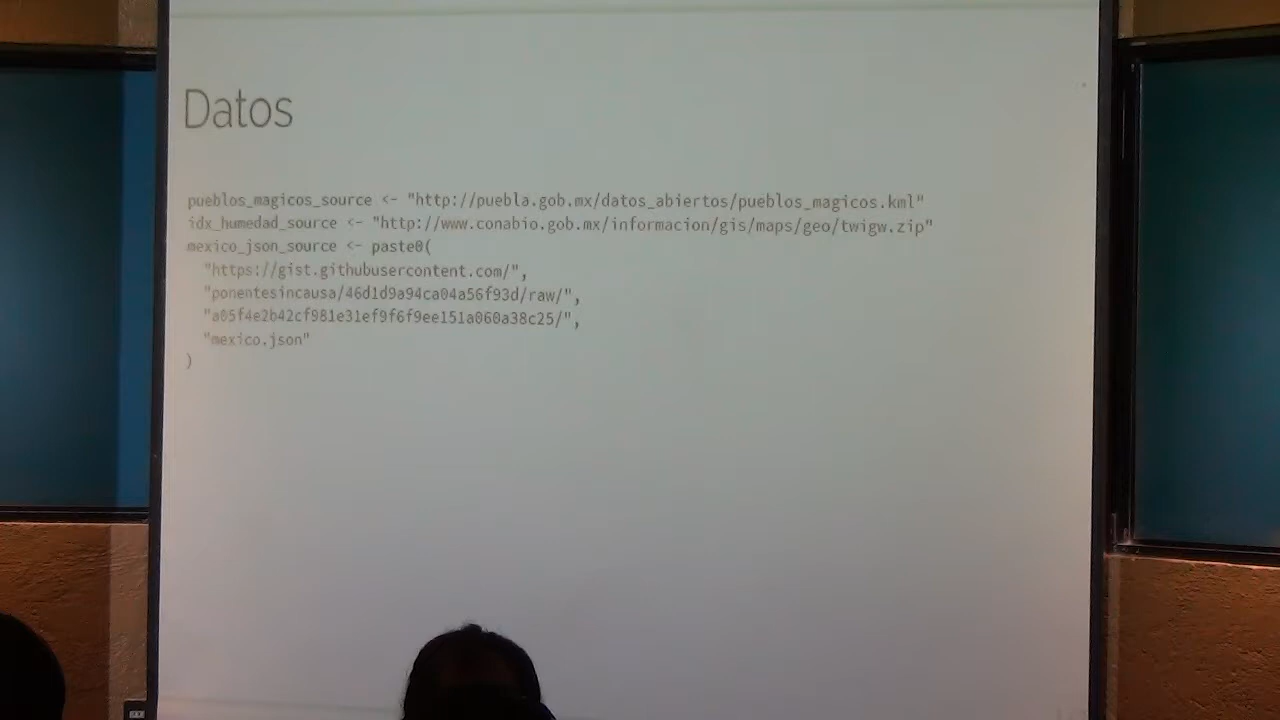 Datos
pueblos_magicos_source <- "http://puebla.gob.mx/datos_abiertos/pueblos_magicos.kml"
idx_humedad_source <- "http://www.conabio.gob.mx/informacion/gis/maps/geo/twigw.zip"
mexico_json_source <- paste0(
  "https://gist.githubusercontent.com/",
  "ponentesincausa/46d1d9a94ca04a56f93d/raw/",
  "a05f4e2b42cf981e31ef9f6f9ee151a060a38c25/",
  "mexico.json"
)